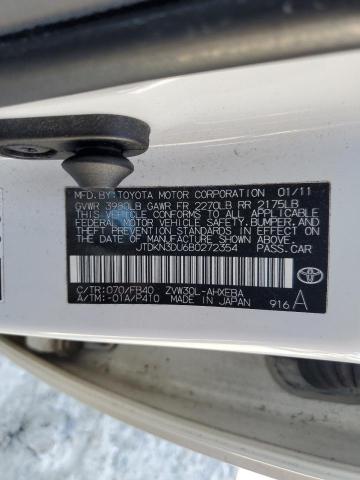 MFD. BY: TOYOTA MOTOR CORPORATION 01/11
GVWR 3980LB GAWR FR 2270LB RR 2175LB
THIS VEHICLE CONFORMS TO ALL APPLICABLE
FEDERAL MOTOR VEHICLE SAFETY, BUMPER, AND
THEFT PREVENTION STANDARDS IN EFFECT ON
THE DATE OF MANUFACTURE SHOWN ABOVE.
JTDKN3DU6B0272354 PASS.CAR
C/TR:070/FB40 ZVW30L-AHXEBA
A/TM:-01A/P410 MADE IN JAPAN 916 A